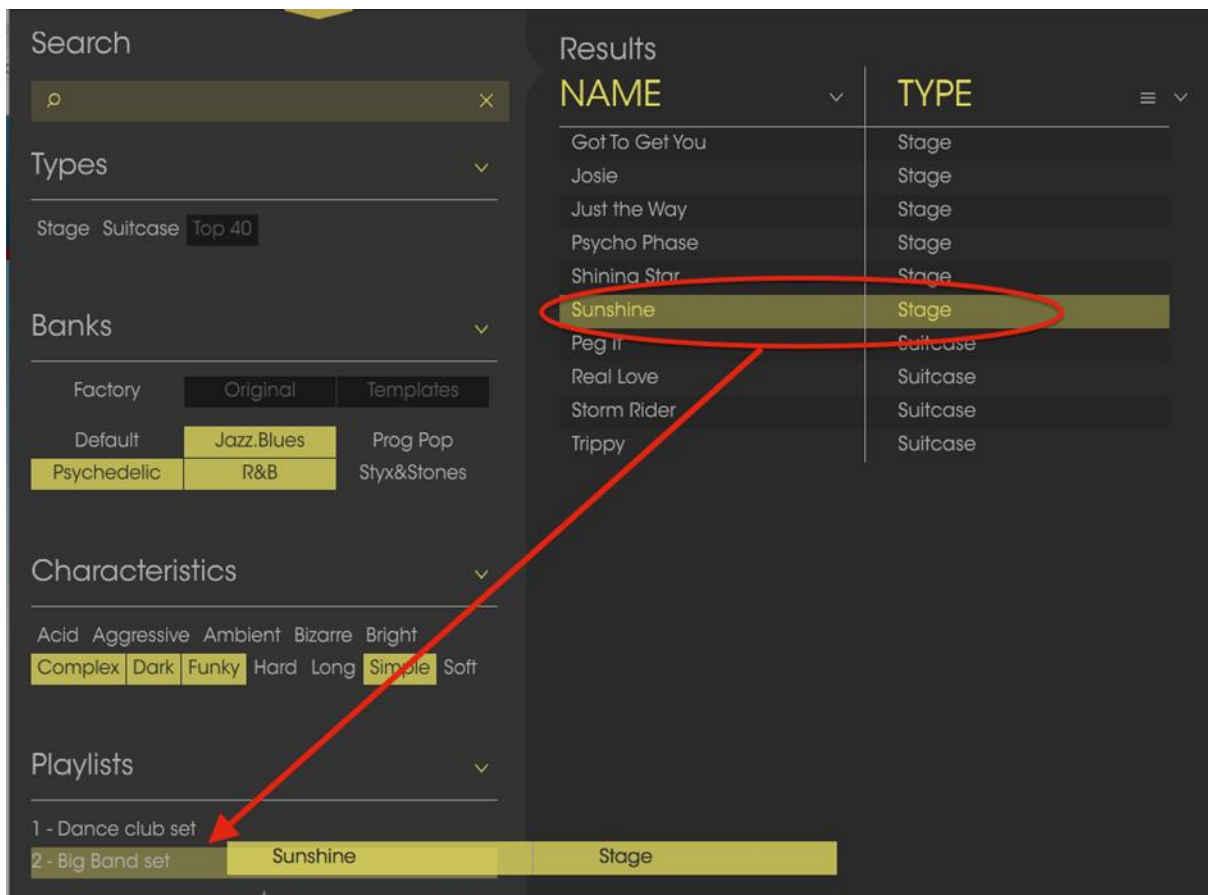 Search
Types
Stage Suitcase Top 40
Banks
Factory Original Templates
Default Jazz.Blues Prog Pop
Psychedelic R&B Styx&Stones
Characteristics
Acid Aggressive Ambient Bizarre Bright
Complex Dark Funky Hard Long Simple Soft
Playlists
1 - Dance club set
2 - Big Band set
Sunshine Stage
Results
NAME TYPE
Got To Get You Stage
Josie Stage
Just the Way Stage
Psycho Phase Stage
Shining Star Stage
Sunshine Stage
Peg It Suitcase
Real Love Suitcase
Storm Rider Suitcase
Trippy Suitcase